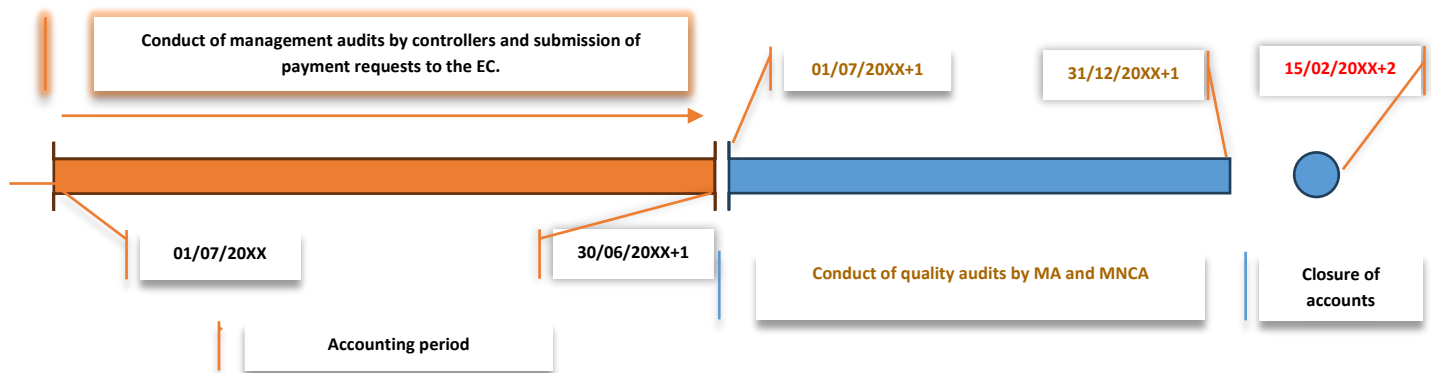 Conduct of management audits by controllers and submission of
payment requests to the EC.
01/07/20XX+1
31/12/20XX+1
15/02/20XX+2
01/07/20XX
30/06/20XX+1
Conduct of quality audits by MA and MNCA
Closure of
accounts
Accounting period